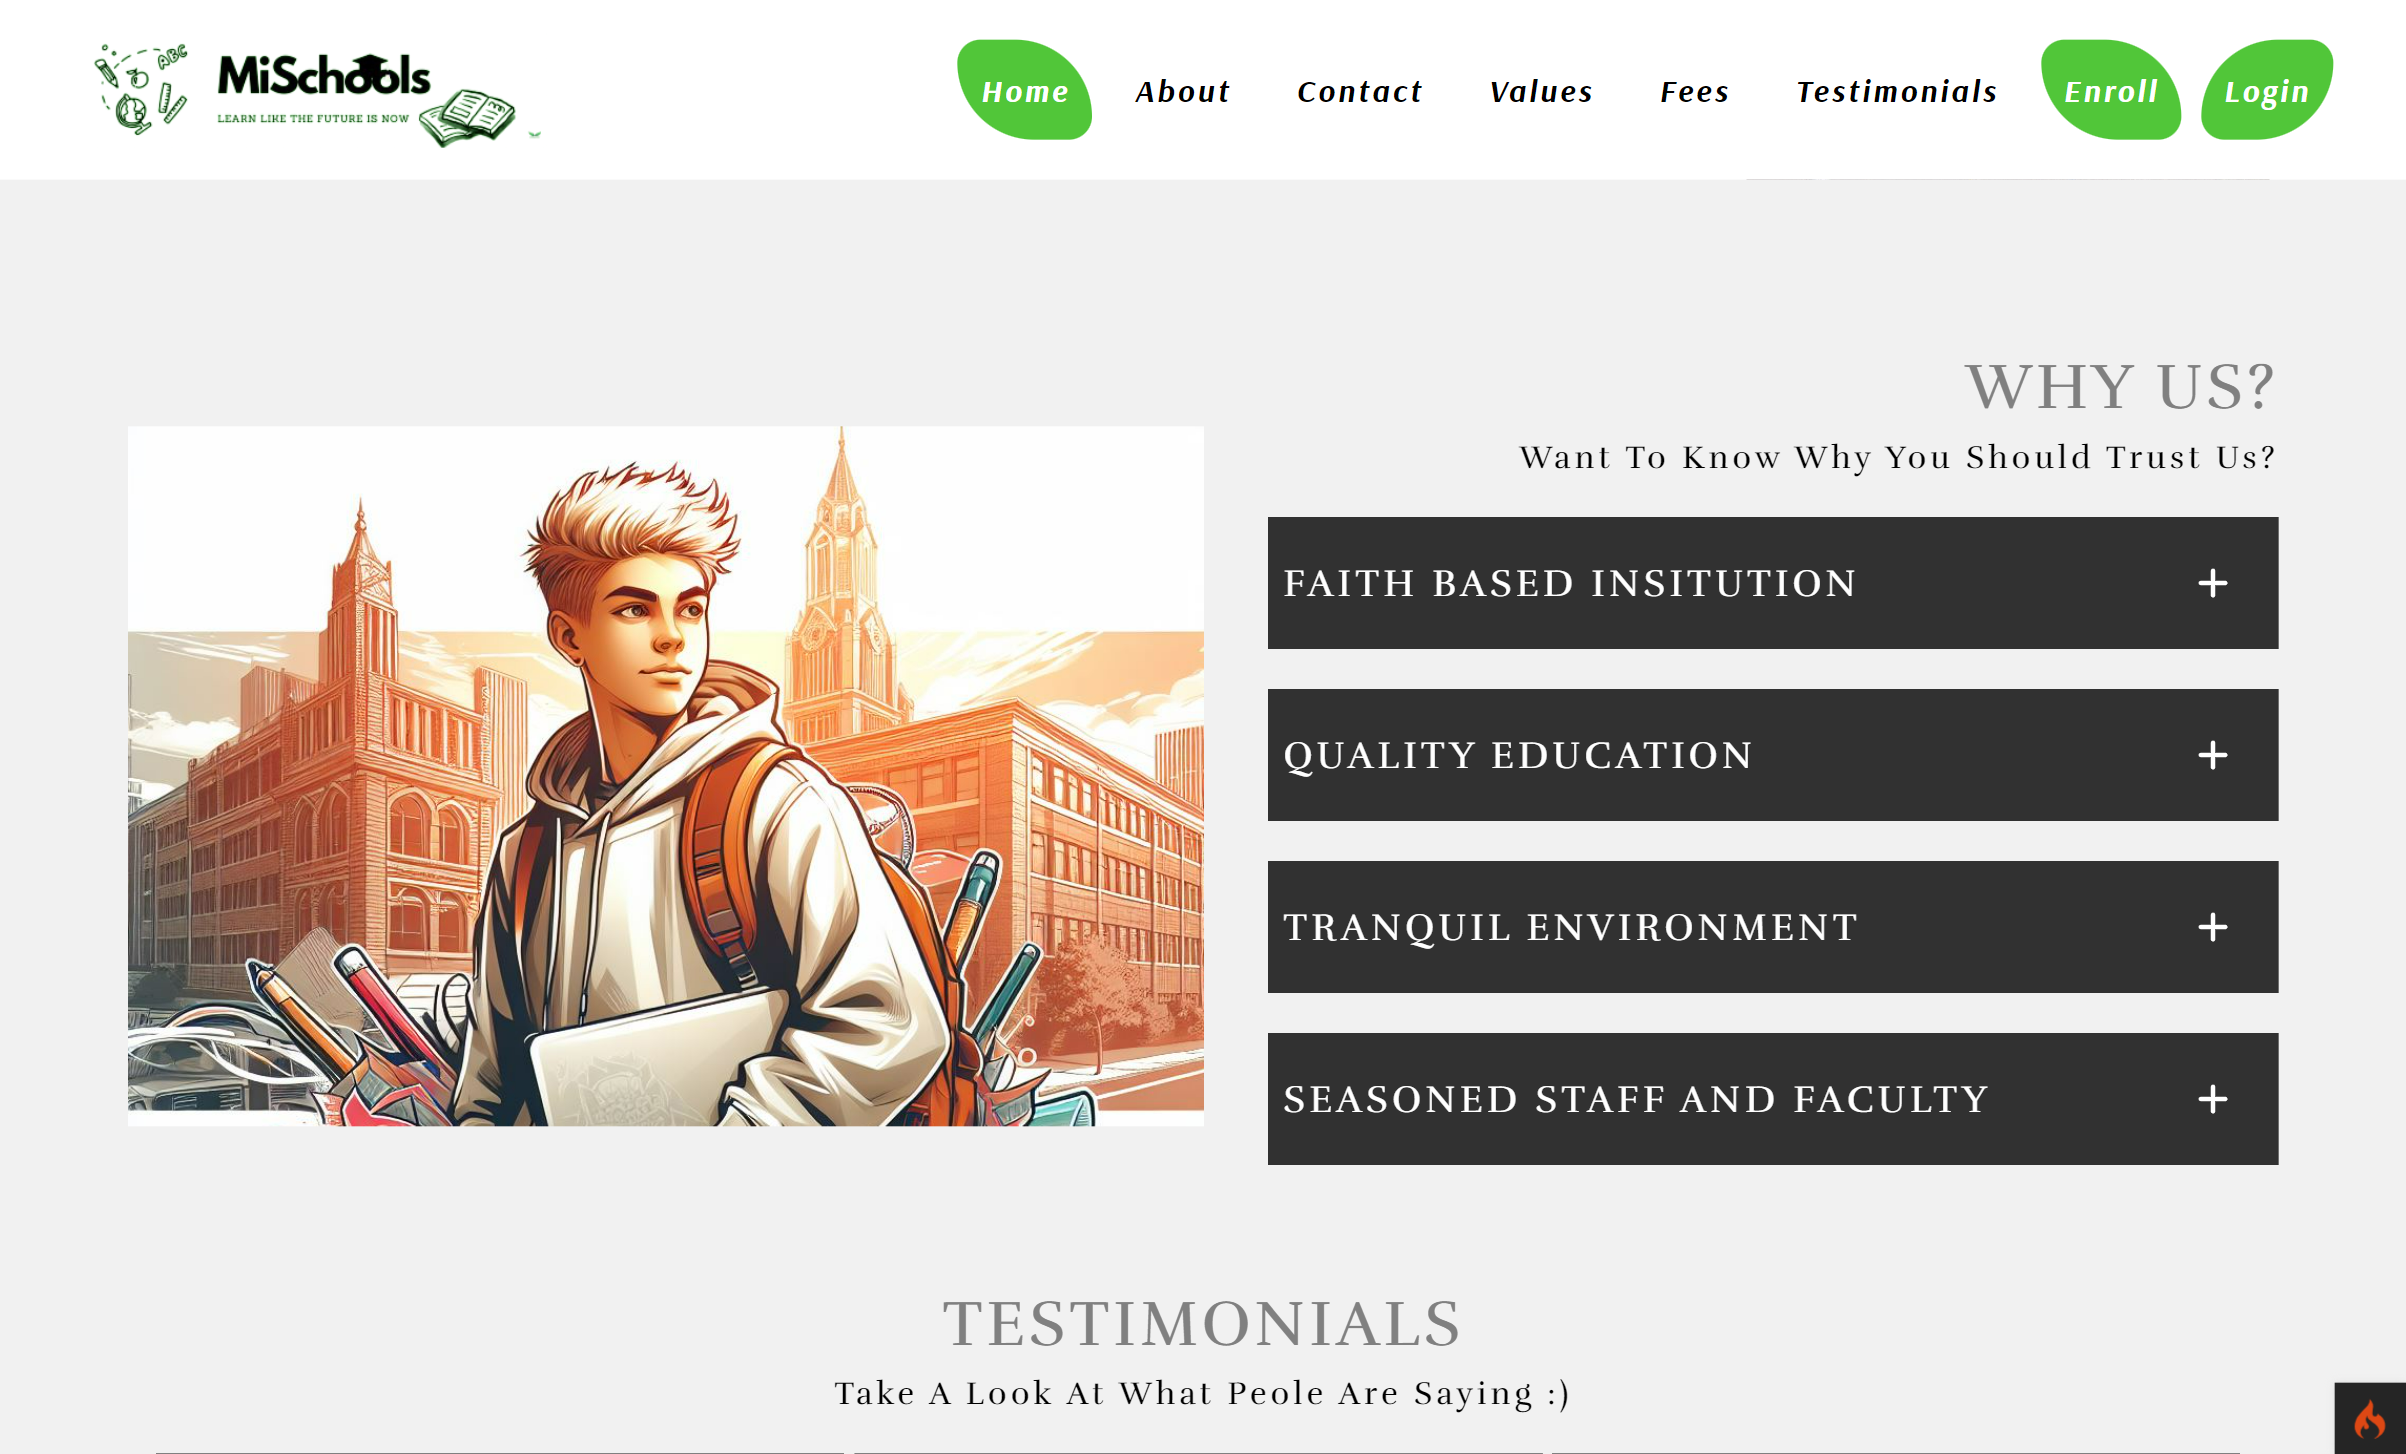 ABC
MiSchools
LEARN LIKE THE FUTURE IS NOW
Home About Contact Values Fees Testimonials Enroll Login
WHY US?
Want To Know Why You Should Trust Us?
FAITH BASED INSITUTION
QUALITY EDUCATION
TRANQUIL ENVIRONMENT
SEASONED STAFF AND FACULTY
TESTIMONIALS
Take A Look At What Peole Are Saying :)